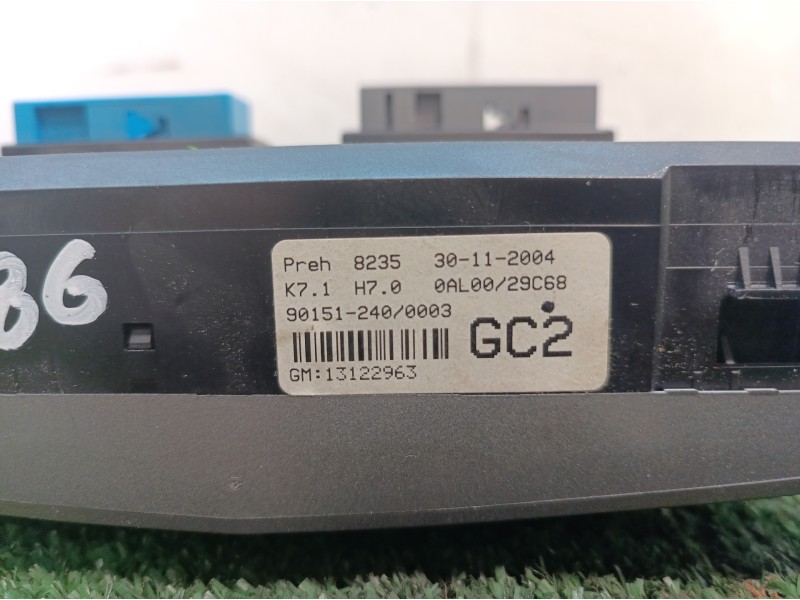 86
Preh 8235 30-11-2004
K7.1 H7.0 0AL00/29C68
90151-240/0003
GC2
GM:13122963